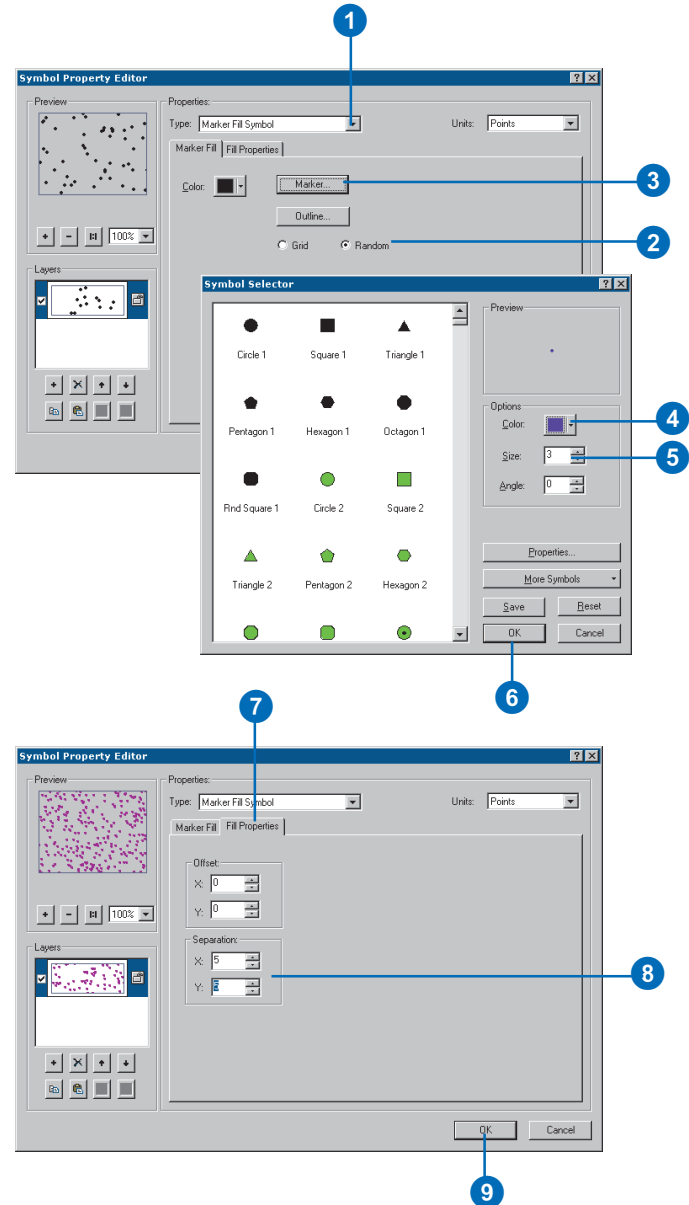 1
Symbol Property Editor
Preview
Properties:
Type: Marker Fill Symbol Units: Points
Marker Fill Fill Properties
Color: Marker...
3
Outline...
100%
Grid Random
2
Layers
Symbol Selector
Preview
Circle 1 Square 1 Triangle 1
Options
Color:
4
Pentagon 1 Hexagon 1 Octagon 1
Size: 3
5
Angle: 0
Rnd Square 1 Circle 2 Square 2
Properties...
Triangle 2 Pentagon 2 Hexagon 2
More Symbols
Save Reset
OK Cancel
6
7
Symbol Property Editor
Preview
Properties:
Type: Marker Fill Symbol Units: Points
Marker Fill Fill Properties
Offset:
X: 0
Y: 0
100%
Separation:
Layers
X: 5
8
Y: 5
OK Cancel
9